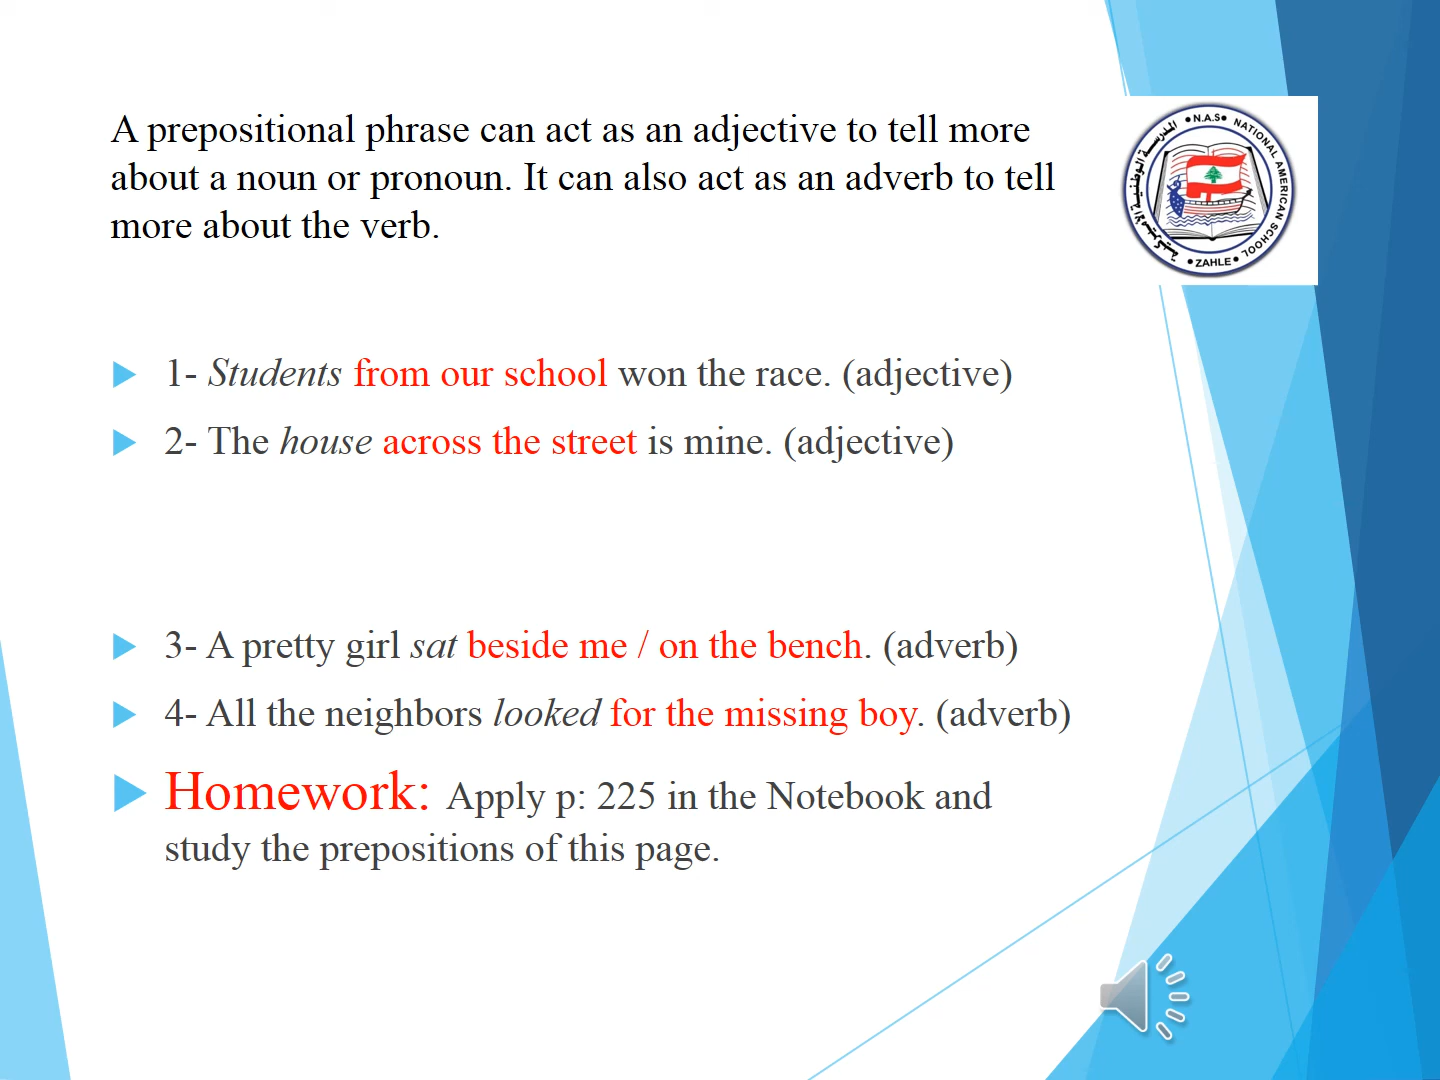 A prepositional phrase can act as an adjective to tell more
about a noun or pronoun. It can also act as an adverb to tell
more about the verb.
• N.A.S • NATIONAL AMERICAN SCHOOL • ZAHLE • المدرسة الوطنية الاميركية
1- Students from our school won the race. (adjective)
2- The house across the street is mine. (adjective)
3- A pretty girl sat beside me / on the bench. (adverb)
4- All the neighbors looked for the missing boy. (adverb)
Homework: Apply p: 225 in the Notebook and
study the prepositions of this page.